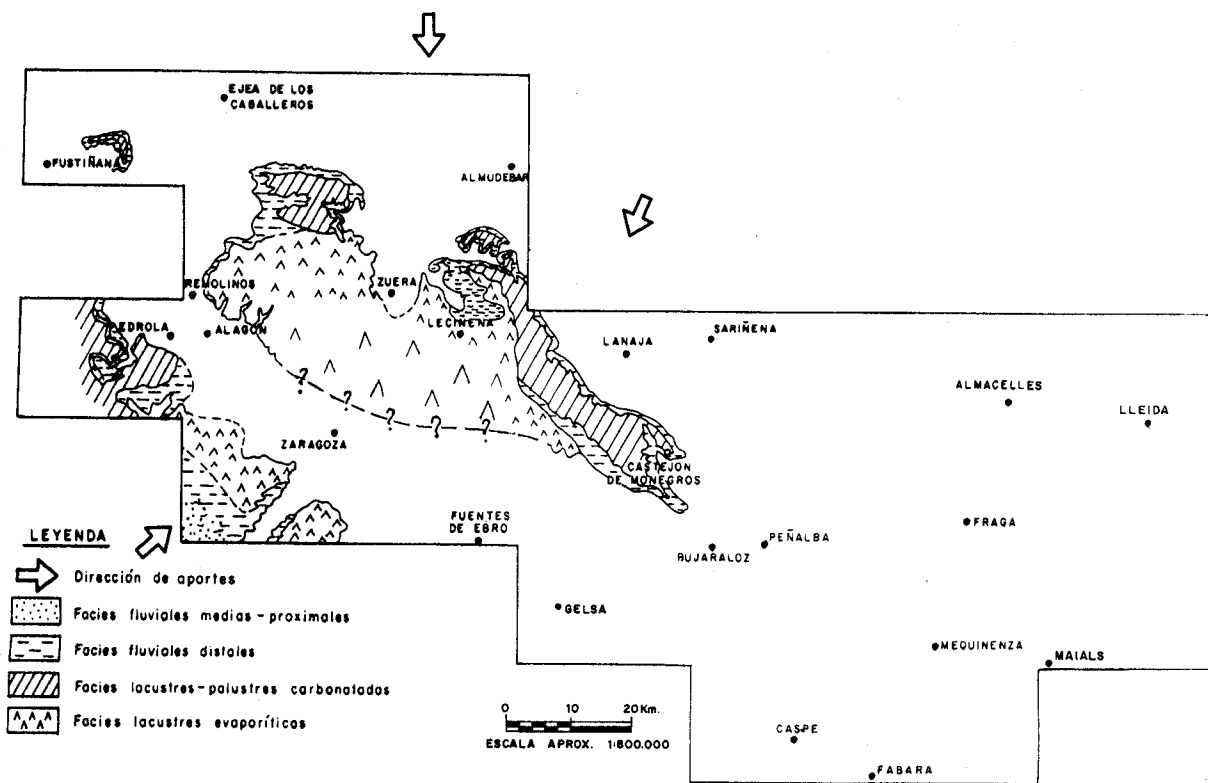 EJEA DE LOS
CABALLEROS
FUSTIÑANA
ALMUDEBAR
REMOLINOS
ZUERA
EDROLA
ALAGON
LECIÑENA
LANAJA
SARIÑENA
ALMACELLES
LLEIDA
? ? ? ? ?
ZARAGOZA
CASTEJON
DE MONEGROS
FUENTES
DE EBRO
FRAGA
PEÑALBA
BUJARALOZ
GELSA
MEQUINENZA
MAIALS
CASPE
FABARA
LEYENDA
Dirección de aportes
Facies fluviales medias-proximales
Facies fluviales distales
Facies lacustres-palustres carbonatadas
Facies lacustres evaporíticas
0 10 20 Km.
ESCALA APROX. 1:800.000